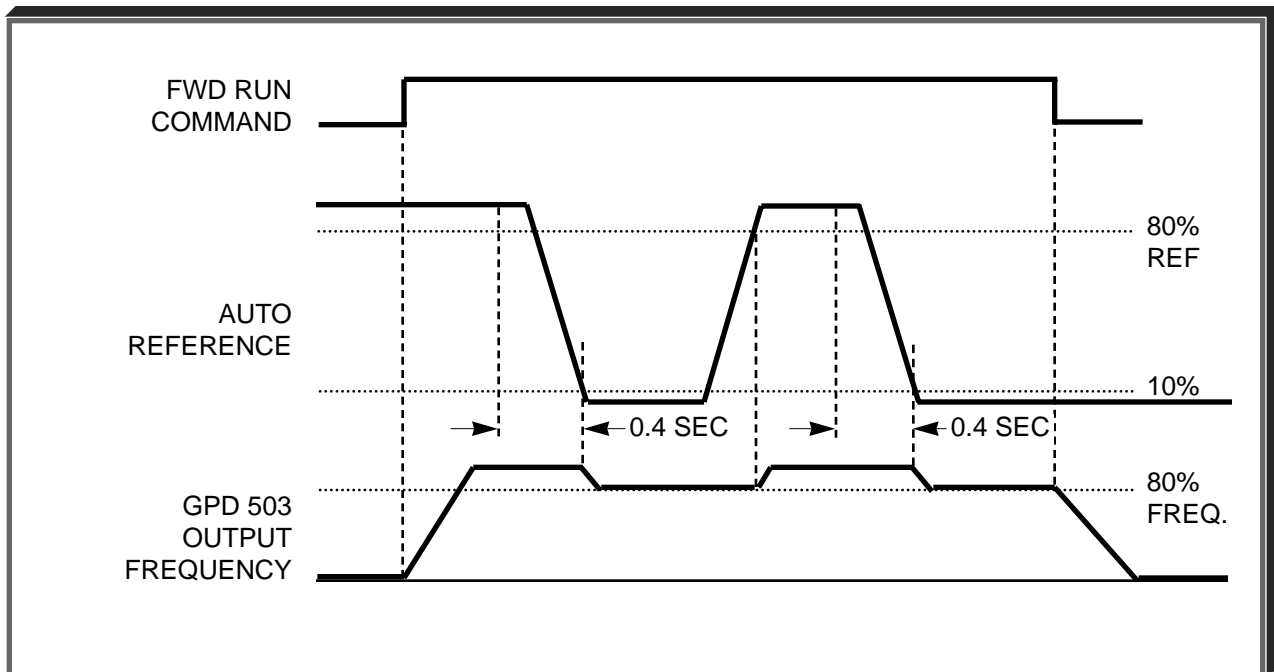 FWD RUN
COMMAND
80%
REF
AUTO
REFERENCE
10%
0.4 SEC
0.4 SEC
80%
FREQ.
GPD 503
OUTPUT
FREQUENCY